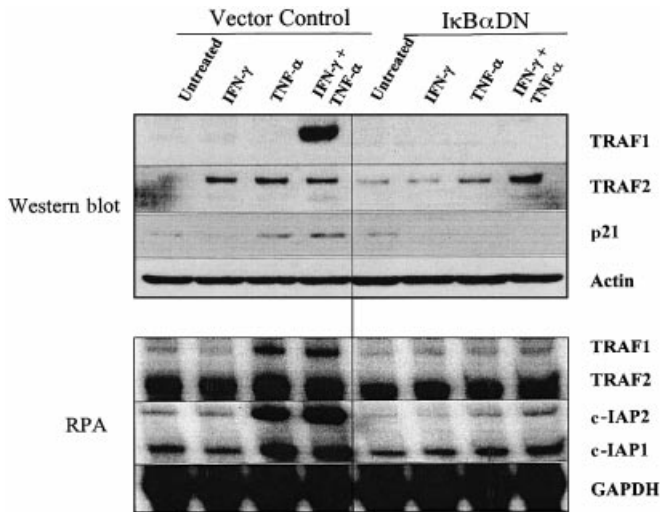 Vector Control
IκBαDN
Untreated
IFN-γ
TNF-α
IFN-γ +
TNF-α
Untreated
IFN-γ
TNF-α
IFN-γ +
TNF-α
Western blot
TRAF1
TRAF2
p21
Actin
RPA
TRAF1
TRAF2
c-IAP2
c-IAP1
GAPDH